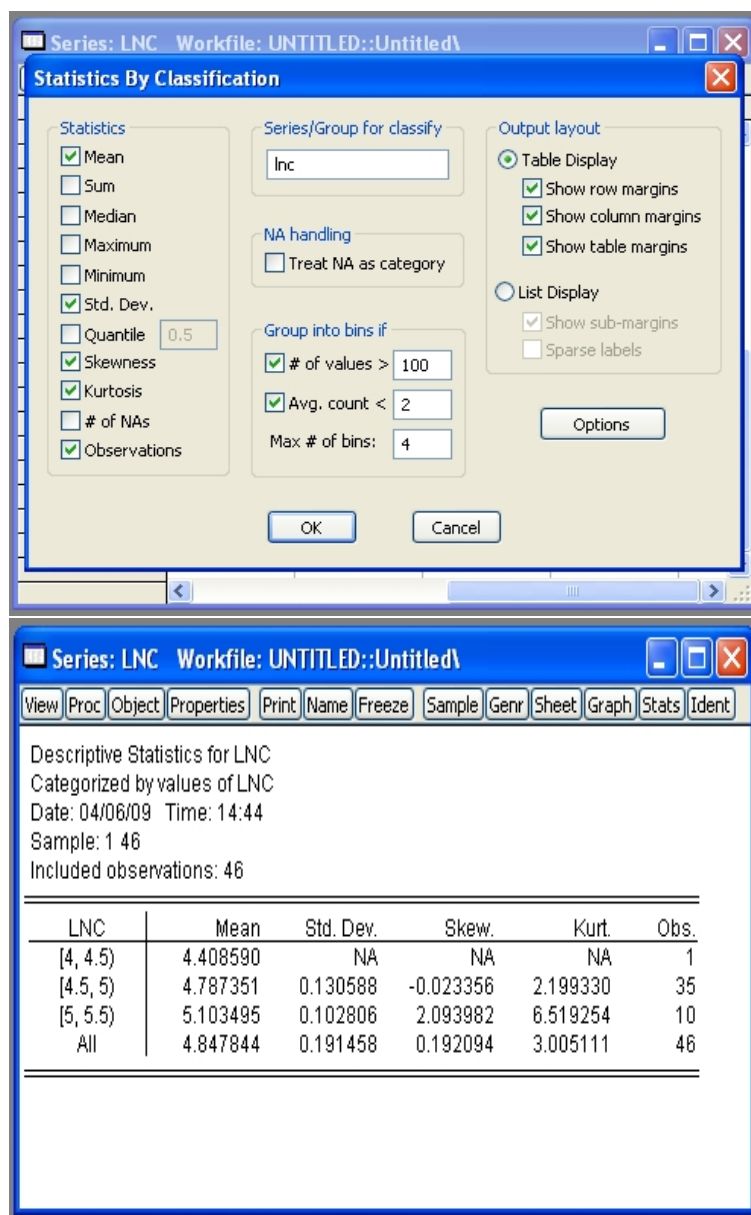 Series: LNC Workfile: UNTITLED::Untitled\
Statistics By Classification
Statistics
Mean
Sum
Median
Maximum
Minimum
Std. Dev.
Quantile 0.5
Skewness
Kurtosis
# of NAs
Observations
Series/Group for classify
lnc
NA handling
Treat NA as category
Group into bins if
# of values > 100
Avg. count < 2
Max # of bins: 4
Output layout
Table Display
Show row margins
Show column margins
Show table margins
List Display
Show sub-margins
Sparse labels
Options
OK Cancel
Series: LNC Workfile: UNTITLED::Untitled\
View Proc Object Properties Print Name Freeze Sample Genr Sheet Graph Stats Ident
Descriptive Statistics for LNC
Categorized by values of LNC
Date: 04/06/09 Time: 14:44
Sample: 1 46
Included observations: 46
LNC Mean Std. Dev. Skew. Kurt. Obs.
[4, 4.5) 4.408590 NA NA NA 1
[4.5, 5) 4.787351 0.130588 -0.023356 2.199330 35
[5, 5.5) 5.103495 0.102806 2.093982 6.519254 10
All 4.847844 0.191458 0.192094 3.005111 46